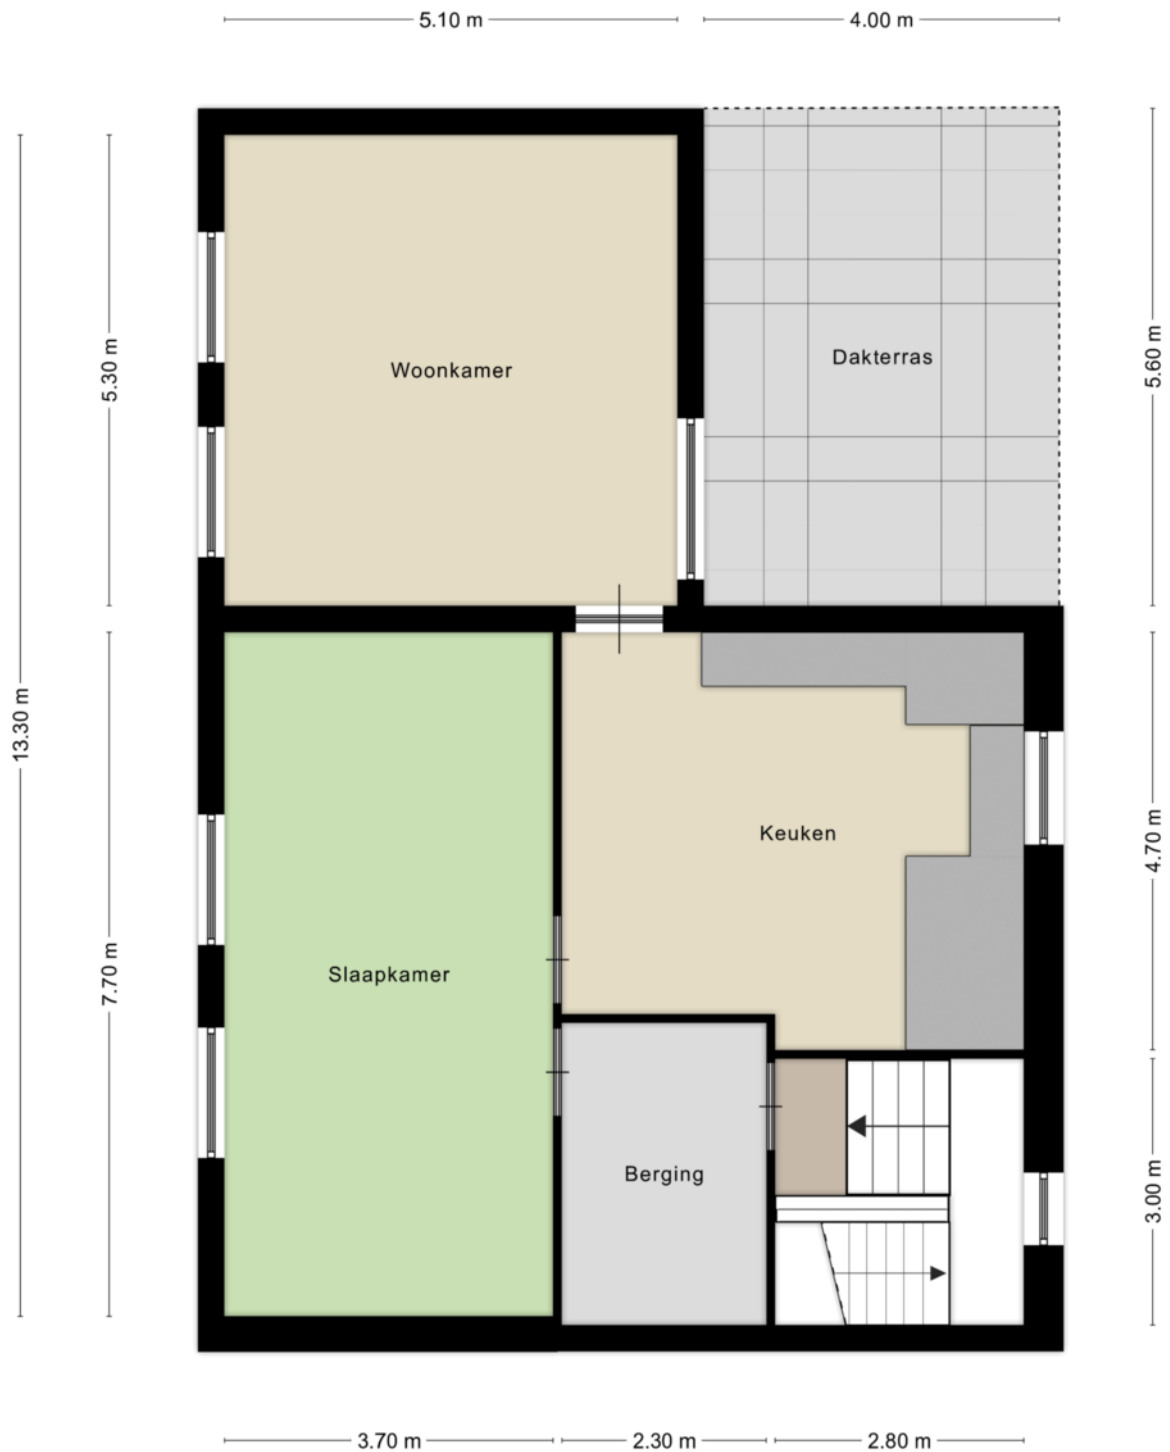 5.10 m
4.00 m
Woonkamer
Dakterras
5.30 m
5.60 m
13.30 m
Keuken
4.70 m
Slaapkamer
7.70 m
Berging
3.00 m
3.70 m
2.30 m
2.80 m